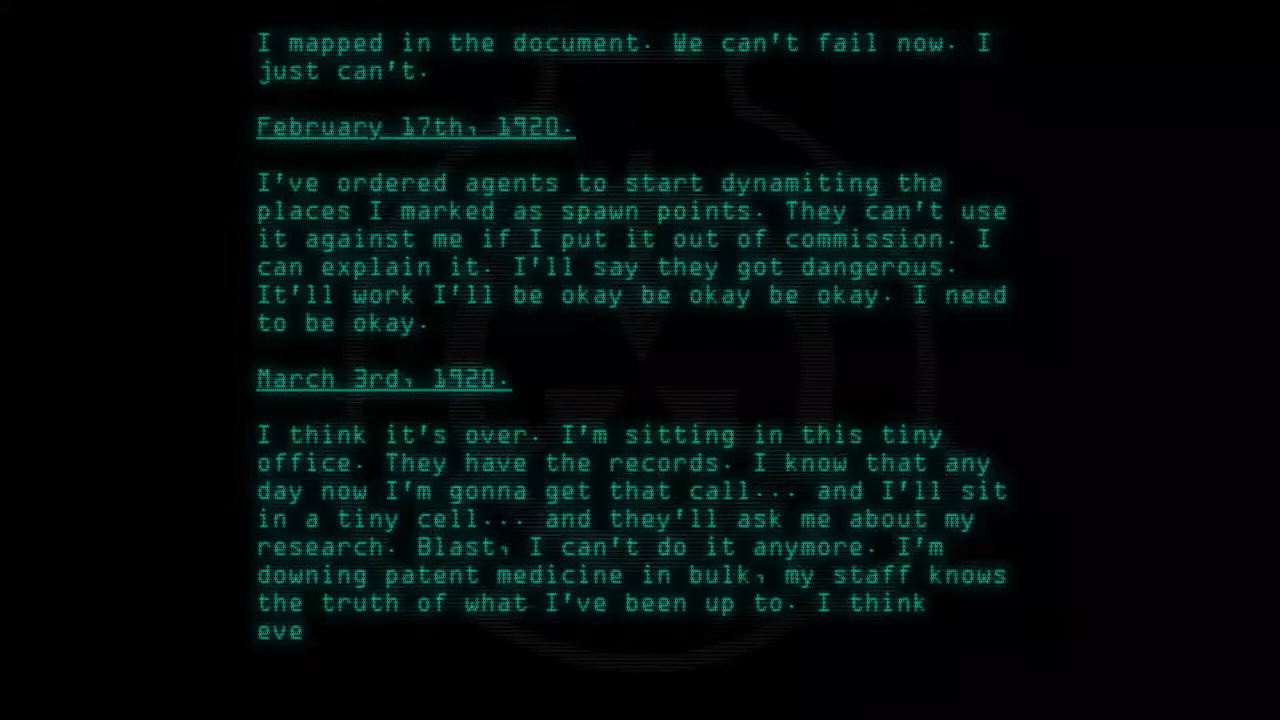 I mapped in the document. We can't fail now. I
just can't.
February 17th, 1920.
I've ordered agents to start dynamiting the
places I marked as spawn points. They can't use
it against me if I put it out of commission. I
can explain it. I'll say they got dangerous.
It'll work I'll be okay be okay be okay. I need
to be okay.
March 3rd, 1920.
I think it's over. I'm sitting in this tiny
office. They have the records. I know that any
day now I'm gonna get that call... and I'll sit
in a tiny cell... and they'll ask me about my
research. Blast, I can't do it anymore. I'm
downing patent medicine in bulk, my staff knows
the truth of what I've been up to. I think
eve